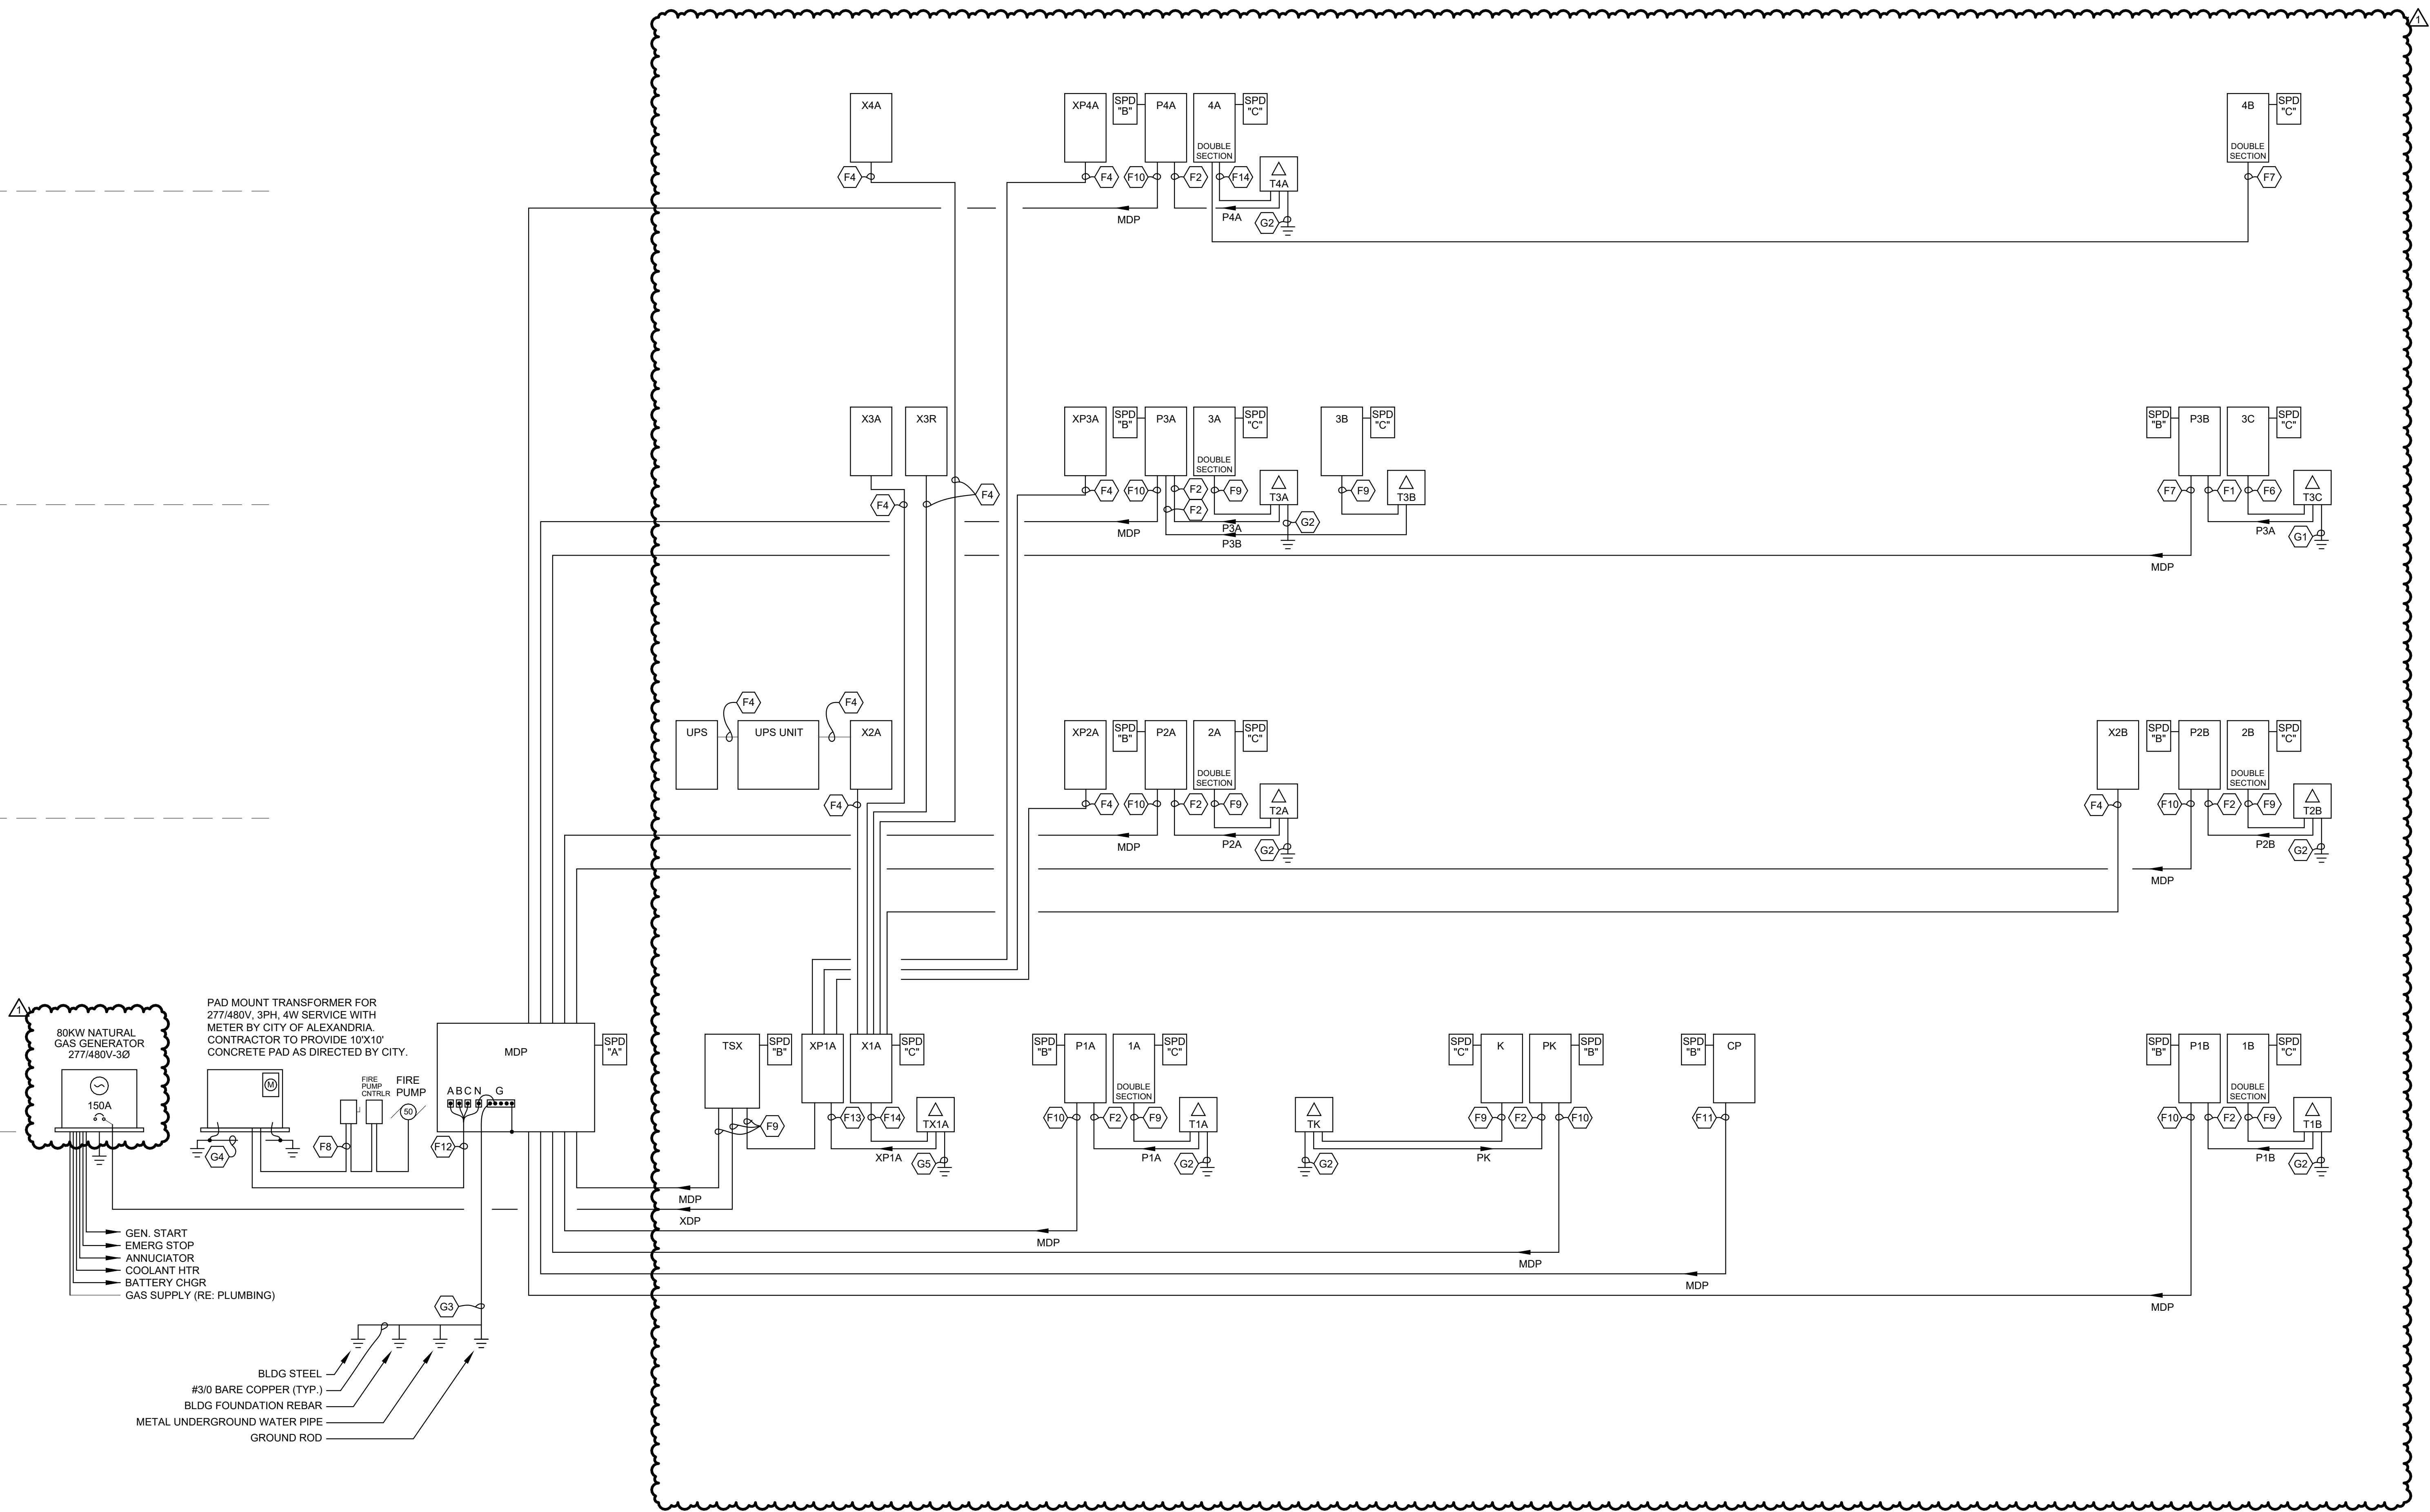 1
X4A
XP4A
SPD
"B"
P4A
4A
DOUBLE
SECTION
SPD
"C"
4B
DOUBLE
SECTION
SPD
"C"
F4
F4
F10
F2
F14
T4A
F7
MDP
P4A
G2
X3A
X3R
XP3A
SPD
"B"
P3A
3A
DOUBLE
SECTION
SPD
"C"
3B
SPD
"C"
SPD
"B"
P3B
3C
SPD
"C"
F4
F4
F4
F10
F2
F2
F9
T3A
F9
T3B
F7
F1
F6
T3C
MDP
P3A
P3B
G2
P3A
G1
MDP
F4
F4
UPS
UPS UNIT
X2A
XP2A
SPD
"B"
P2A
2A
DOUBLE
SECTION
SPD
"C"
X2B
SPD
"B"
P2B
2B
DOUBLE
SECTION
SPD
"C"
F4
F4
F10
F2
F9
T2A
F4
F10
F2
F9
T2B
MDP
P2A
G2
P2B
G2
MDP
1
80KW NATURAL
GAS GENERATOR
277/480V-3Ø
150A
PAD MOUNT TRANSFORMER FOR
277/480V, 3PH, 4W SERVICE WITH
METER BY CITY OF ALEXANDRIA.
CONTRACTOR TO PROVIDE 10'X10'
CONCRETE PAD AS DIRECTED BY CITY.
M
FIRE
PUMP
CNTRLR
FIRE
PUMP
50
MDP
SPD
"A"
A B C N G
G4
F8
F12
TSX
SPD
"B"
XP1A
X1A
SPD
"C"
SPD
"B"
P1A
1A
DOUBLE
SECTION
SPD
"C"
SPD
"C"
K
PK
SPD
"B"
SPD
"B"
CP
SPD
"B"
P1B
1B
DOUBLE
SECTION
SPD
"C"
F9
F13
F14
TX1A
F10
F2
F9
T1A
TK
F9
F2
F10
F11
F10
F2
F9
T1B
XP1A
G5
P1A
G2
G2
PK
P1B
G2
MDP
XDP
MDP
MDP
MDP
MDP
GEN. START
EMERG STOP
ANNUCIATOR
COOLANT HTR
BATTERY CHGR
GAS SUPPLY (RE: PLUMBING)
G3
BLDG STEEL
#3/0 BARE COPPER (TYP.)
BLDG FOUNDATION REBAR
METAL UNDERGROUND WATER PIPE
GROUND ROD